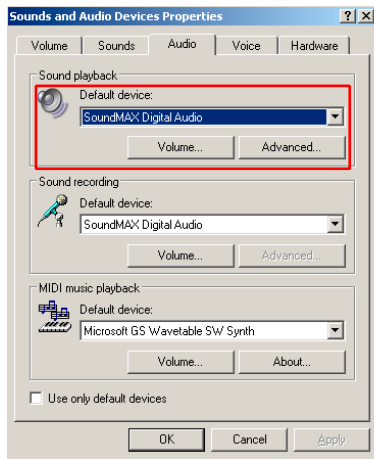 Sounds and Audio Devices Properties
Volume Sounds Audio Voice Hardware
Sound playback
Default device:
SoundMAX Digital Audio
Volume... Advanced...
Sound recording
Default device:
SoundMAX Digital Audio
Volume... Advanced...
MIDI music playback
Default device:
Microsoft GS Wavetable SW Synth
Volume... About...
Use only default devices
OK Cancel Apply